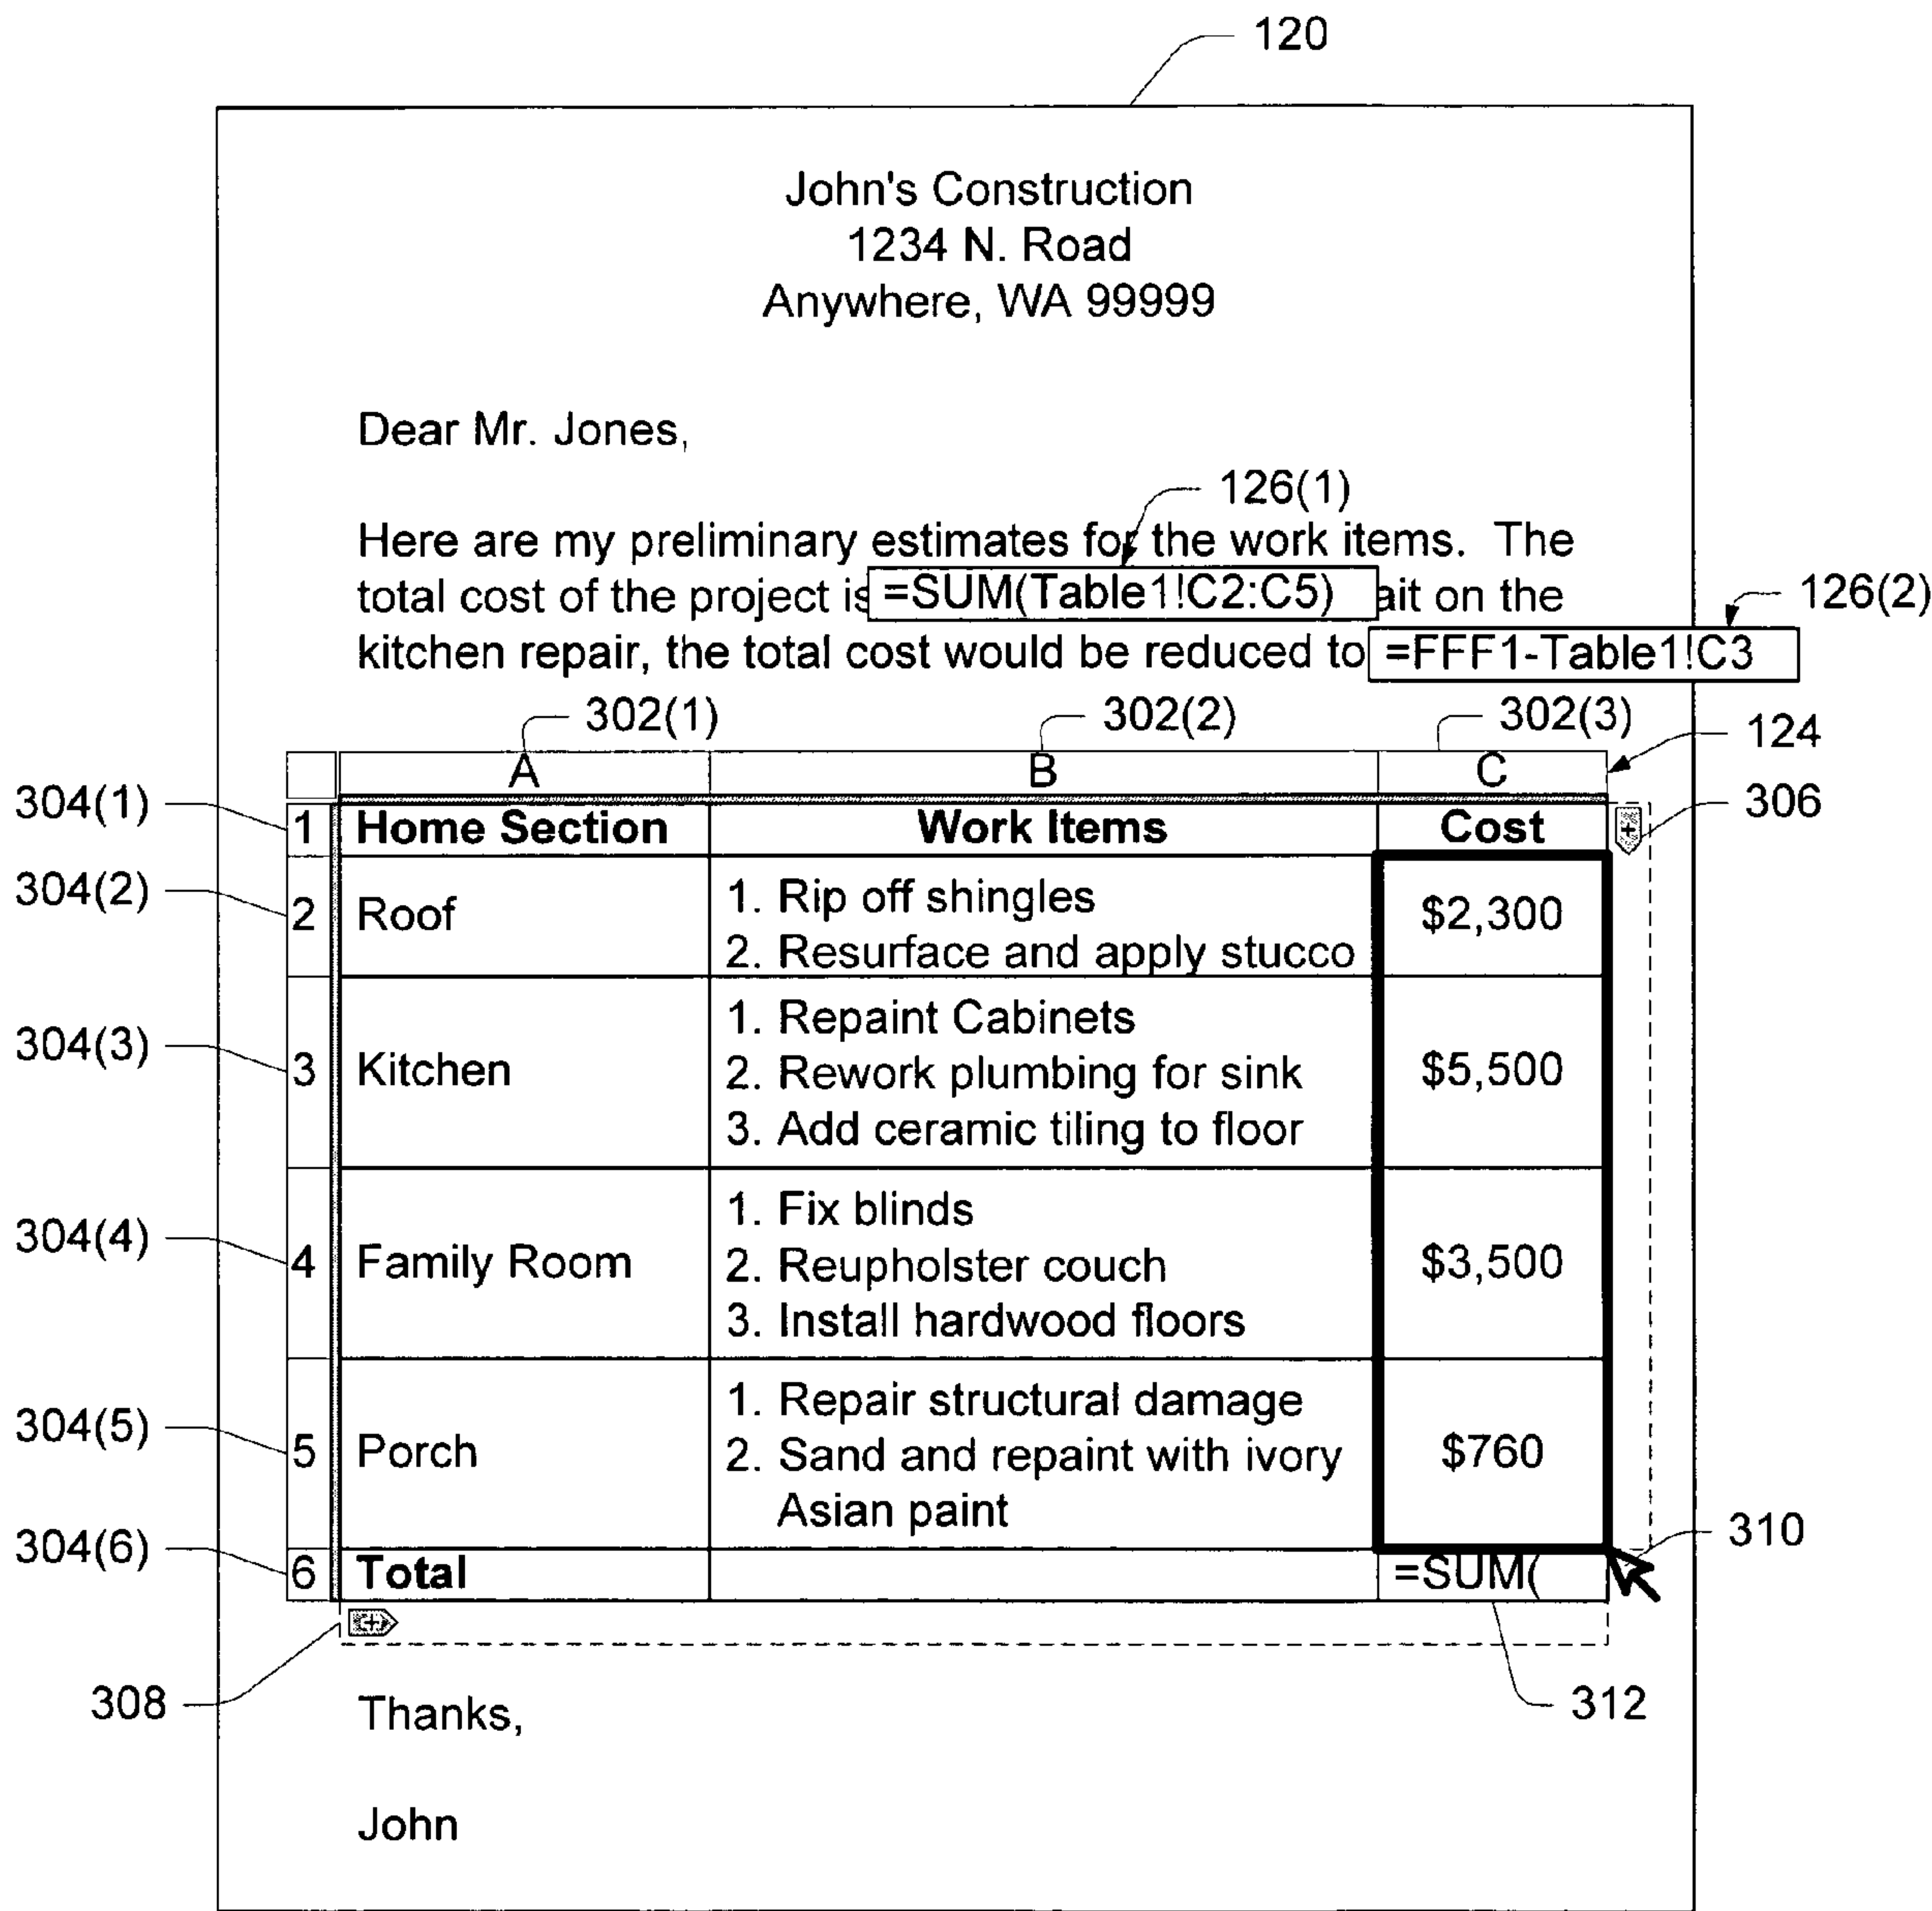 120
John's Construction
1234 N. Road
Anywhere, WA 99999
Dear Mr. Jones,
126(1)
Here are my preliminary estimates for the work items. The
total cost of the project is =SUM(Table1!C2:C5) ait on the
126(2)
kitchen repair, the total cost would be reduced to =FFF1-Table1!C3
302(1) 302(2) 302(3)
124
A B C
304(1) 306
1 Home Section Work Items Cost
304(2)
2 Roof 1. Rip off shingles $2,300
2. Resurface and apply stucco
304(3)
1. Repaint Cabinets
3 Kitchen 2. Rework plumbing for sink $5,500
3. Add ceramic tiling to floor
304(4)
1. Fix blinds
4 Family Room 2. Reupholster couch $3,500
3. Install hardwood floors
304(5)
1. Repair structural damage
5 Porch 2. Sand and repaint with ivory $760
Asian paint
304(6) 310
6 Total =SUM(
+
308 312
Thanks,
John